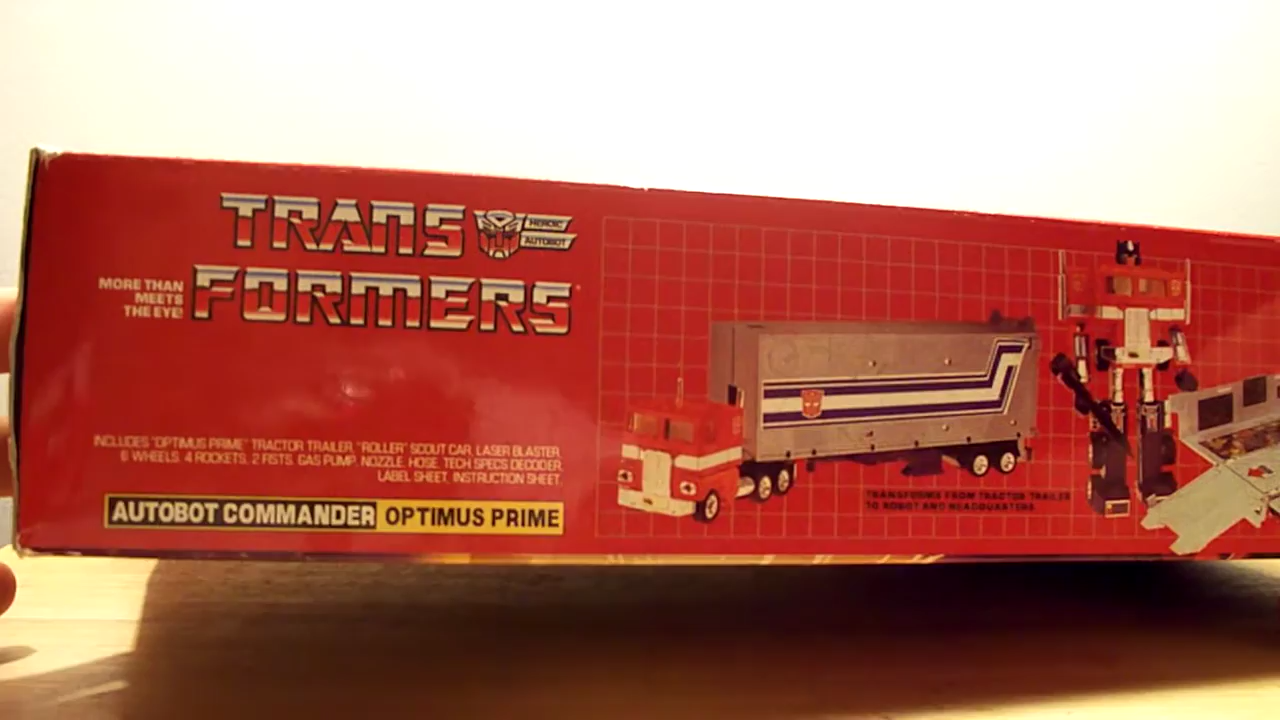 TRANS
HEROIC
AUTOBOT
FORMERS
MORE THAN
MEETS
THE EYE!
INCLUDES "OPTIMUS PRIME" TRACTOR TRAILER, "ROLLER" SCOUT CAR, LASER BLASTER,
6 WHEELS, 4 ROCKETS, 2 FISTS, GAS PUMP, NOZZLE, HOSE, TECH SPECS DECODER,
LABEL SHEET, INSTRUCTION SHEET.
AUTOBOT COMMANDER OPTIMUS PRIME
TRANSFORMS FROM TRACTOR TRAILER
TO ROBOT AND HEADQUARTERS